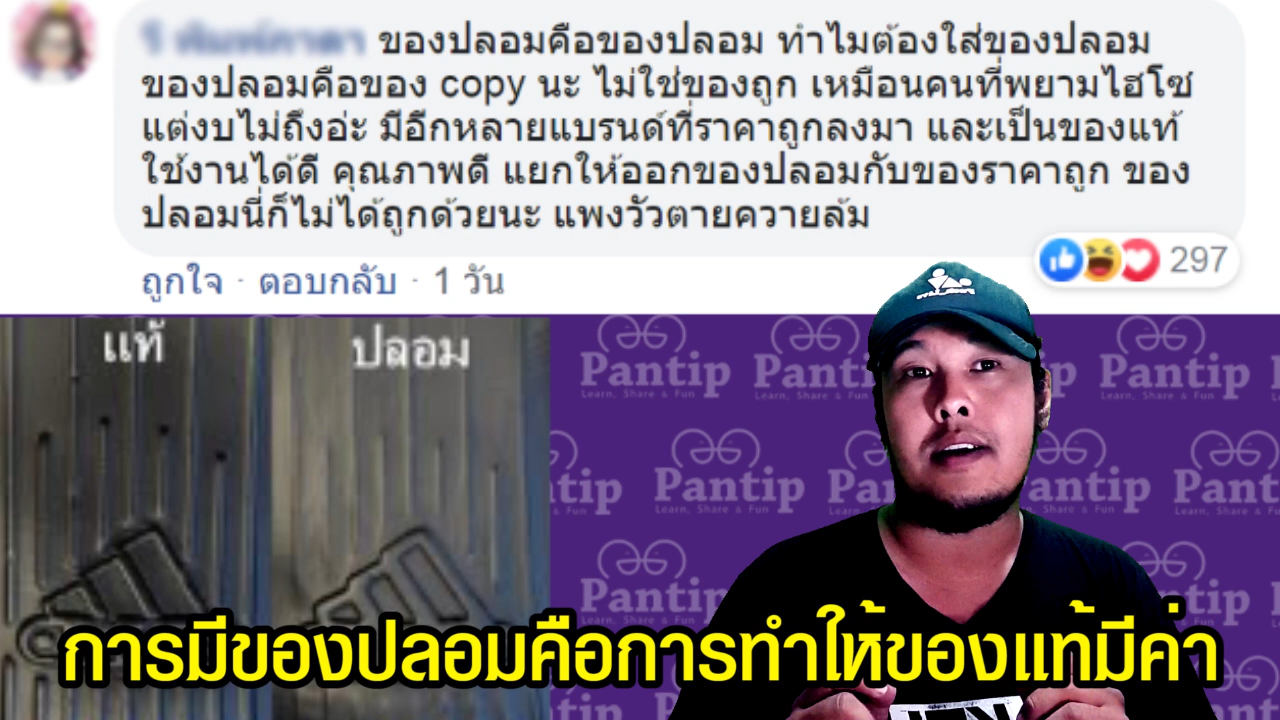 ของปลอมคือของปลอม ทำไมต้องใส่ของปลอม
ของปลอมคือของ copy นะ ไม่ใช่ของถูก เหมือนคนที่พยามไฮโซ
แต่งบไม่ถึงอ่ะ มีอีกหลายแบรนด์ที่ราคาถูกลงมา และเป็นของแท้
ใช้งานได้ดี คุณภาพดี แยกให้ออกของปลอมกับของราคาถูก ของ
ปลอมนี่ก็ไม่ได้ถูกด้วยนะ แพงวัวตายควายล้ม
297
ถูกใจ · ตอบกลับ · 1 วัน
แท้
ปลอม
Pantip Pantip Pantip
Learn, Share & Fun Learn, Share & Fun
Pantip Pantip
Learn, Share & Fun
Pantip
การมีของปลอมคือการทำให้ของแท้มีค่า